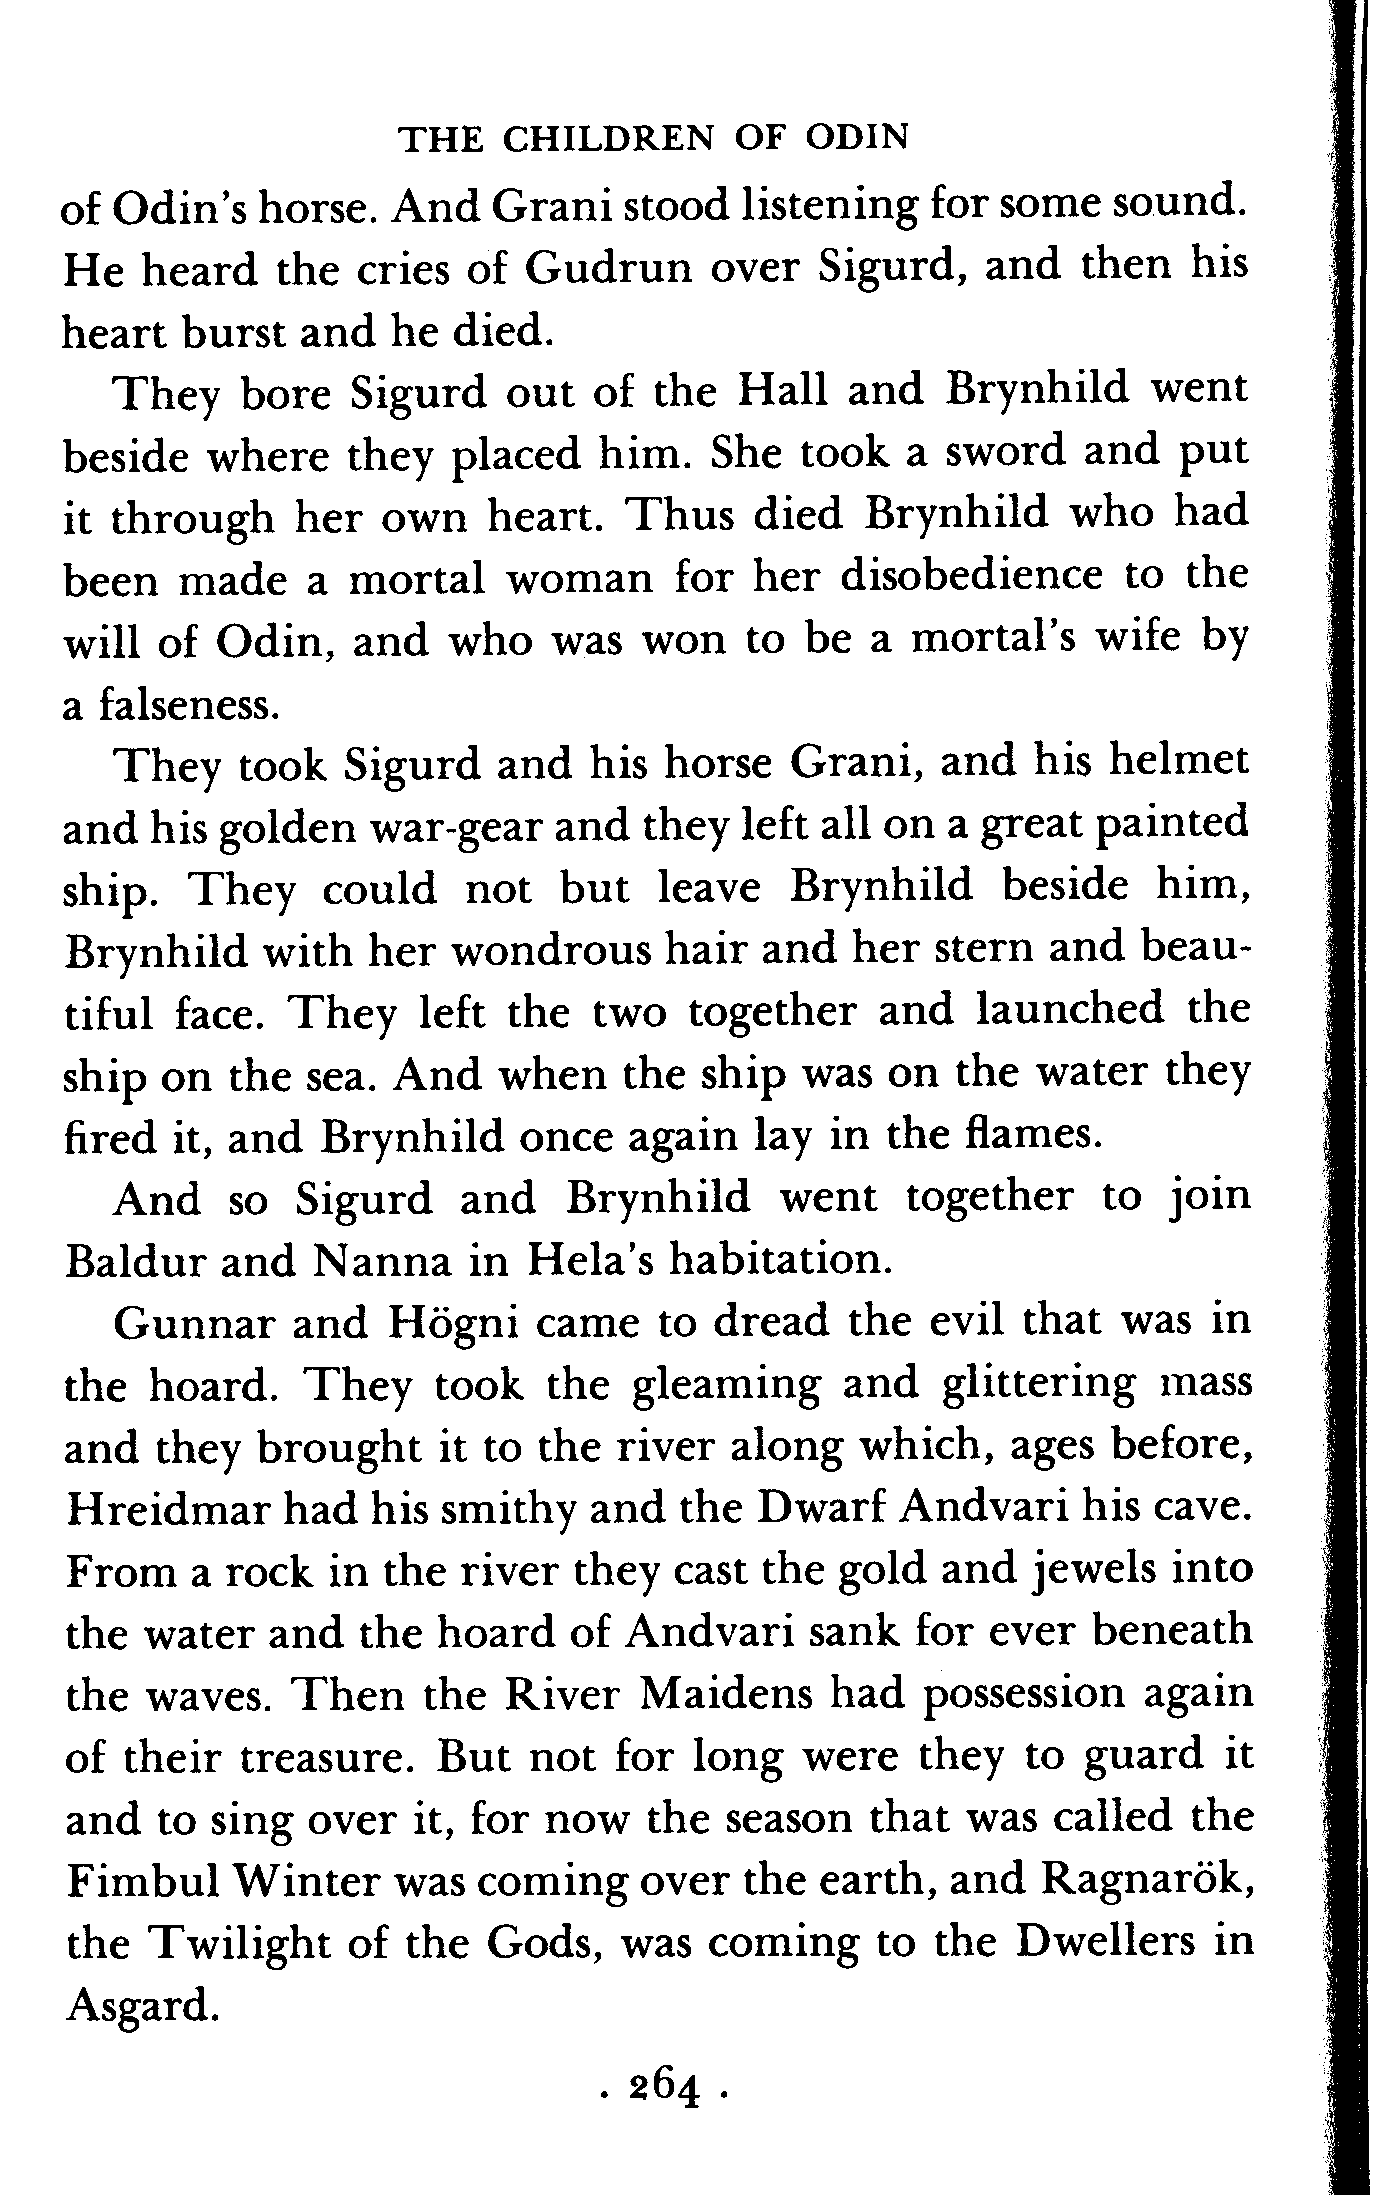 THE CHILDREN OF ODIN
of Odin's horse. And Grani stood listening for some sound.
He heard the cries of Gudrun over Sigurd, and then his
heart burst and he died.
They bore Sigurd out of the Hall and Brynhild went
beside where they placed him. She took a sword and put
it through her own heart. Thus died Brynhild who had
been made a mortal woman for her disobedience to the
will of Odin, and who was won to be a mortal's wife by
a falseness.
They took Sigurd and his horse Grani, and his helmet
and his golden war-gear and they left all on a great painted
ship. They could not but leave Brynhild beside him,
Brynhild with her wondrous hair and her stern and beau-
tiful face. They left the two together and launched the
ship on the sea. And when the ship was on the water they
fired it, and Brynhild once again lay in the flames.
And so Sigurd and Brynhild went together to join
Baldur and Nanna in Hela's habitation.
Gunnar and Högni came to dread the evil that was in
the hoard. They took the gleaming and glittering mass
and they brought it to the river along which, ages before,
Hreidmar had his smithy and the Dwarf Andvari his cave.
From a rock in the river they cast the gold and jewels into
the water and the hoard of Andvari sank for ever beneath
the waves. Then the River Maidens had possession again
of their treasure. But not for long were they to guard it
and to sing over it, for now the season that was called the
Fimbul Winter was coming over the earth, and Ragnarök,
the Twilight of the Gods, was coming to the Dwellers in
Asgard.
. 264 .